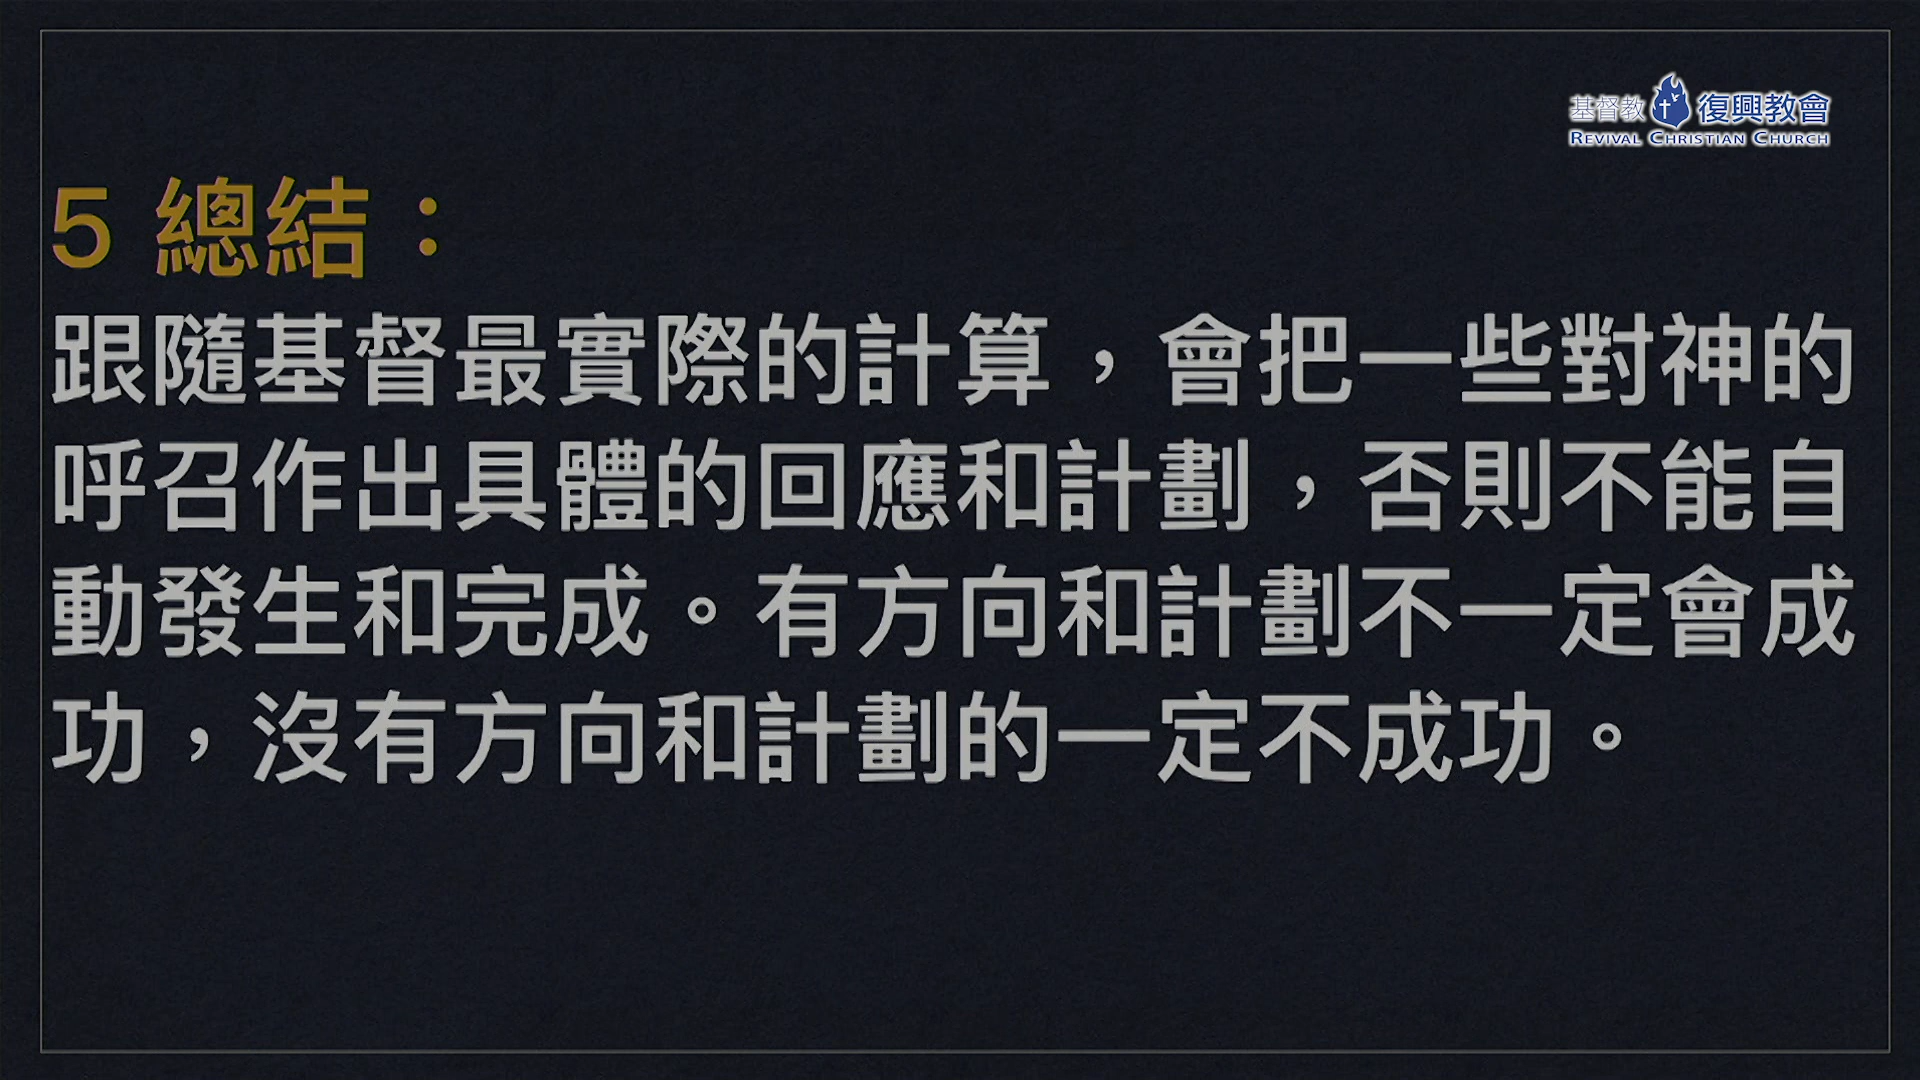 基督教 復興教會
REVIVAL CHRISTIAN CHURCH
5 總結：
跟隨基督最實際的計算，會把一些對神的
呼召作出具體的回應和計劃，否則不能自
動發生和完成。有方向和計劃不一定會成
功，沒有方向和計劃的一定不成功。